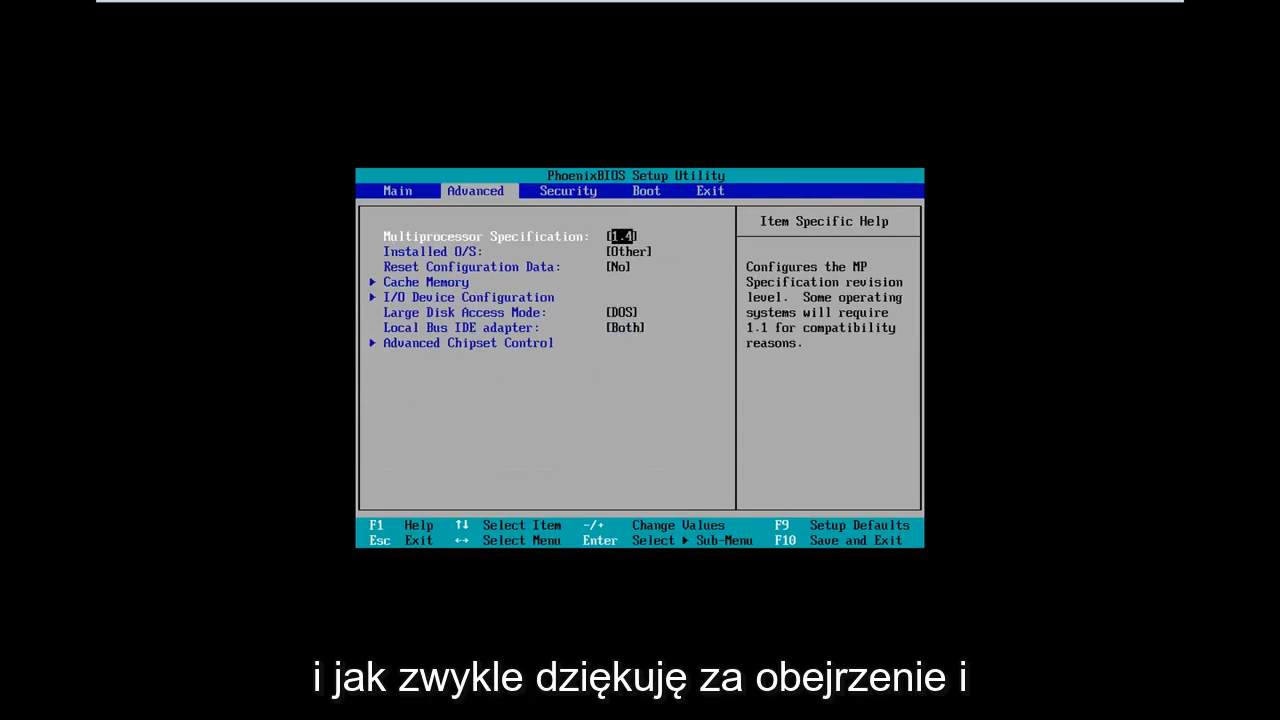 PhoenixBIOS Setup Utility
Main Advanced Security Boot Exit
Multiprocessor Specification: [1.4]
Installed O/S: [Other]
Reset Configuration Data: [No]
Cache Memory
I/O Device Configuration
Large Disk Access Mode: [DOS]
Local Bus IDE adapter: [Both]
Advanced Chipset Control
Item Specific Help
Configures the MP
Specification revision
level. Some operating
systems will require
1.1 for compatibility
reasons.
F1 Help ↑↓ Select Item -/+ Change Values F9 Setup Defaults
Esc Exit ↔ Select Menu Enter Select ▶ Sub-Menu F10 Save and Exit
i jak zwykle dziękuję za obejrzenie i